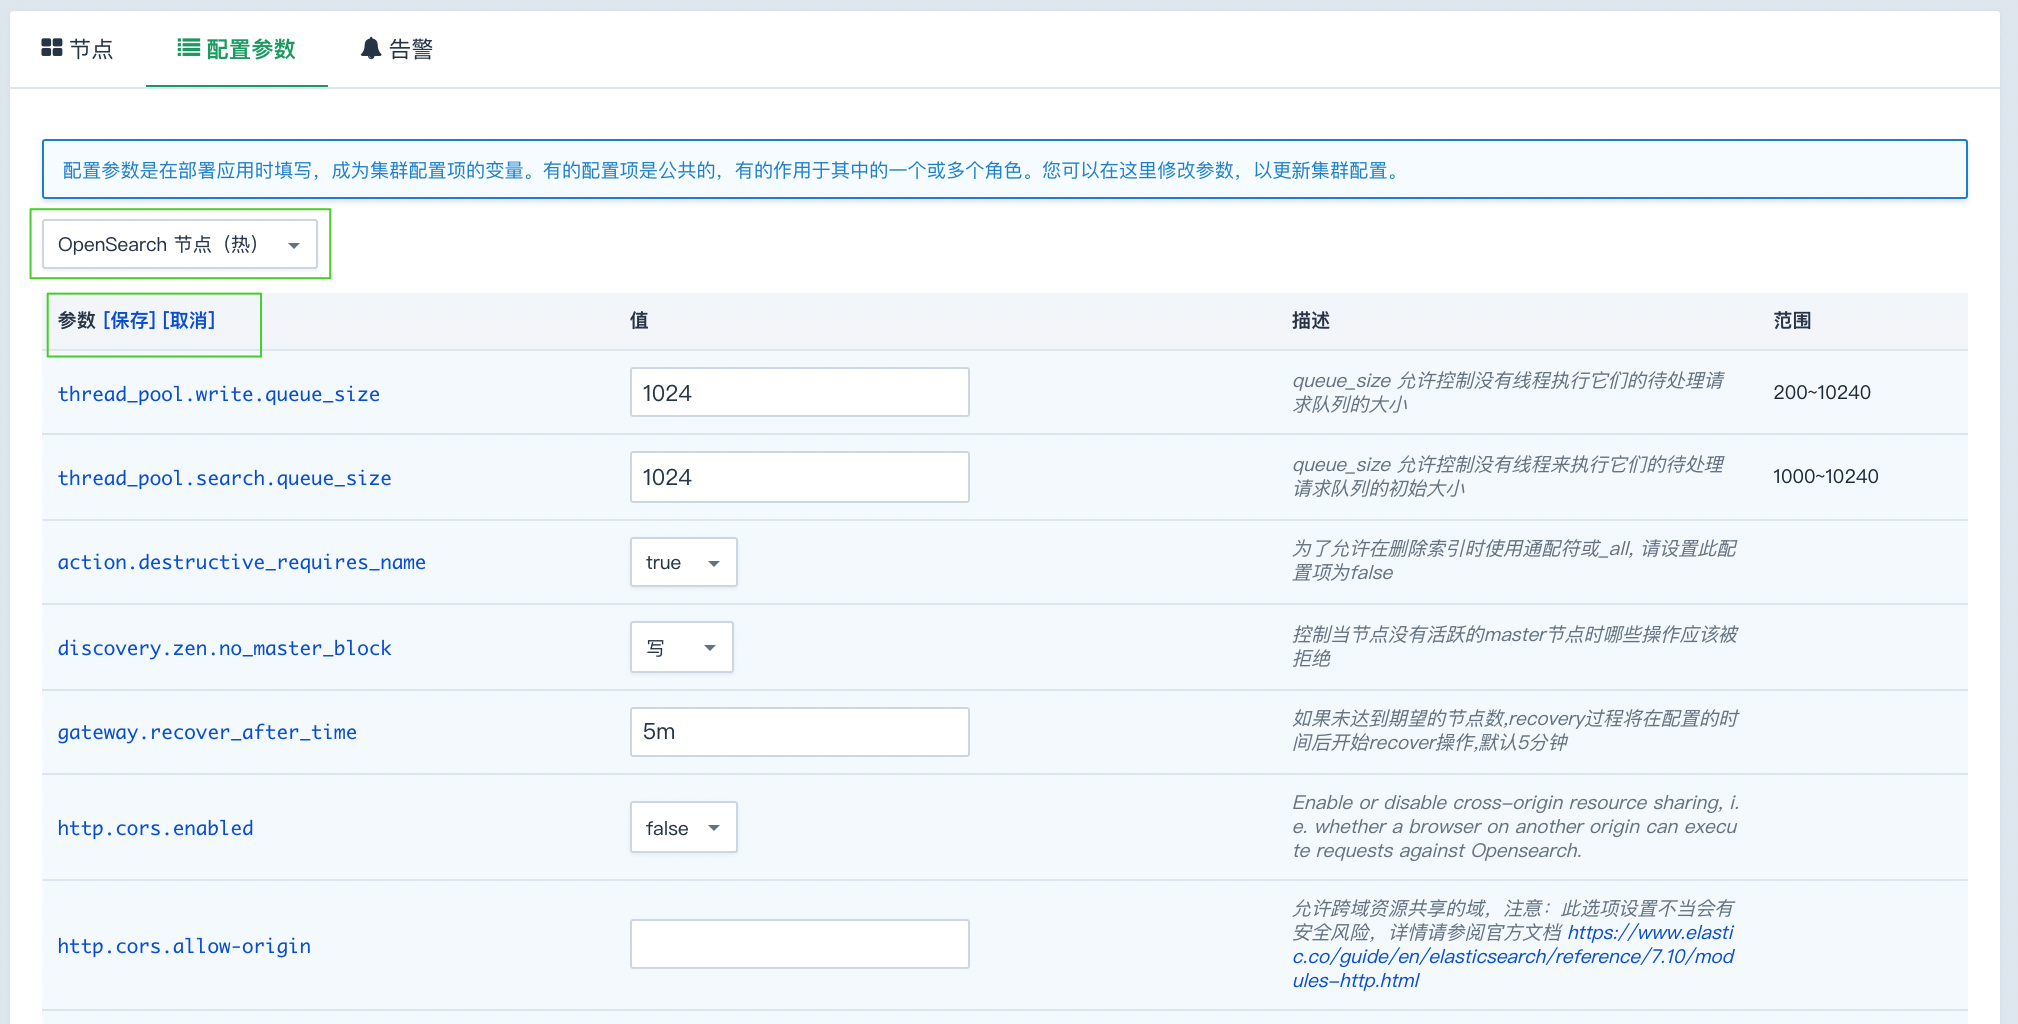 节点 配置参数 告警
配置参数是在部署应用时填写，成为集群配置项的变量。有的配置项是公共的，有的作用于其中的一个或多个角色。您可以在这里修改参数，以更新集群配置。
OpenSearch 节点（热）
参数 [保存] [取消] 值 描述 范围
thread_pool.write.queue_size 1024 queue_size 允许控制没有线程执行它们的待处理请
求队列的大小 200~10240
thread_pool.search.queue_size 1024 queue_size 允许控制没有线程来执行它们的待处理
请求队列的初始大小 1000~10240
action.destructive_requires_name true 为了允许在删除索引时使用通配符或_all, 请设置此配
置项为false
discovery.zen.no_master_block 写 控制当节点没有活跃的master节点时哪些操作应该被
拒绝
gateway.recover_after_time 5m 如果未达到期望的节点数,recovery过程将在配置的时
间后开始recover操作,默认5分钟
http.cors.enabled false Enable or disable cross-origin resource sharing, i.
e. whether a browser on another origin can execu
te requests against Opensearch.
http.cors.allow-origin 允许跨域资源共享的域，注意：此选项设置不当会有
安全风险，详情请参阅官方文档 https://www.elasti
c.co/guide/en/elasticsearch/reference/7.10/mod
ules-http.html